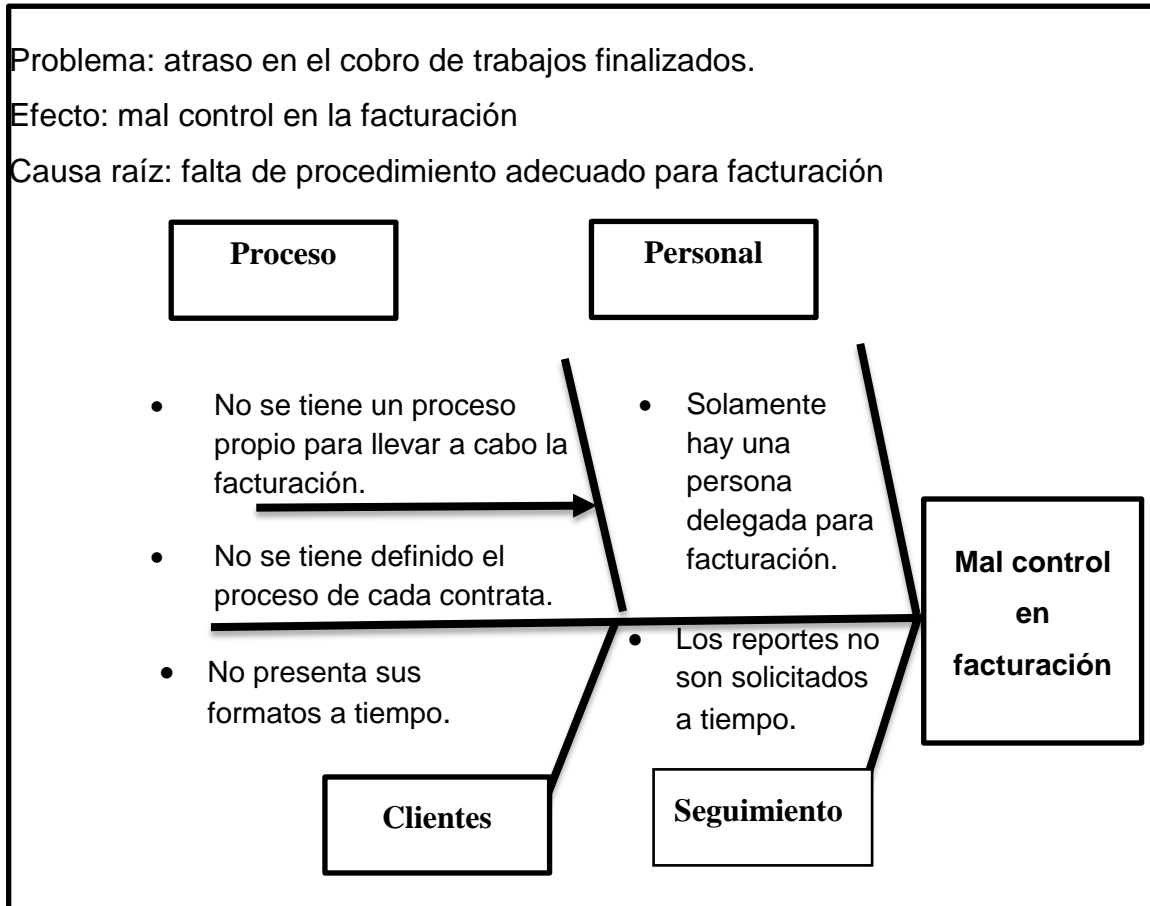 Problema: atraso en el cobro de trabajos finalizados.
Efecto: mal control en la facturación
Causa raíz: falta de procedimiento adecuado para facturación
Proceso
Personal
• No se tiene un proceso
propio para llevar a cabo la
facturación.
• No se tiene definido el
proceso de cada contrata.
• Solamente
hay una
persona
delegada para
facturación.
Mal control
en
facturación
• No presenta sus
formatos a tiempo.
• Los reportes no
son solicitados
a tiempo.
Clientes
Seguimiento